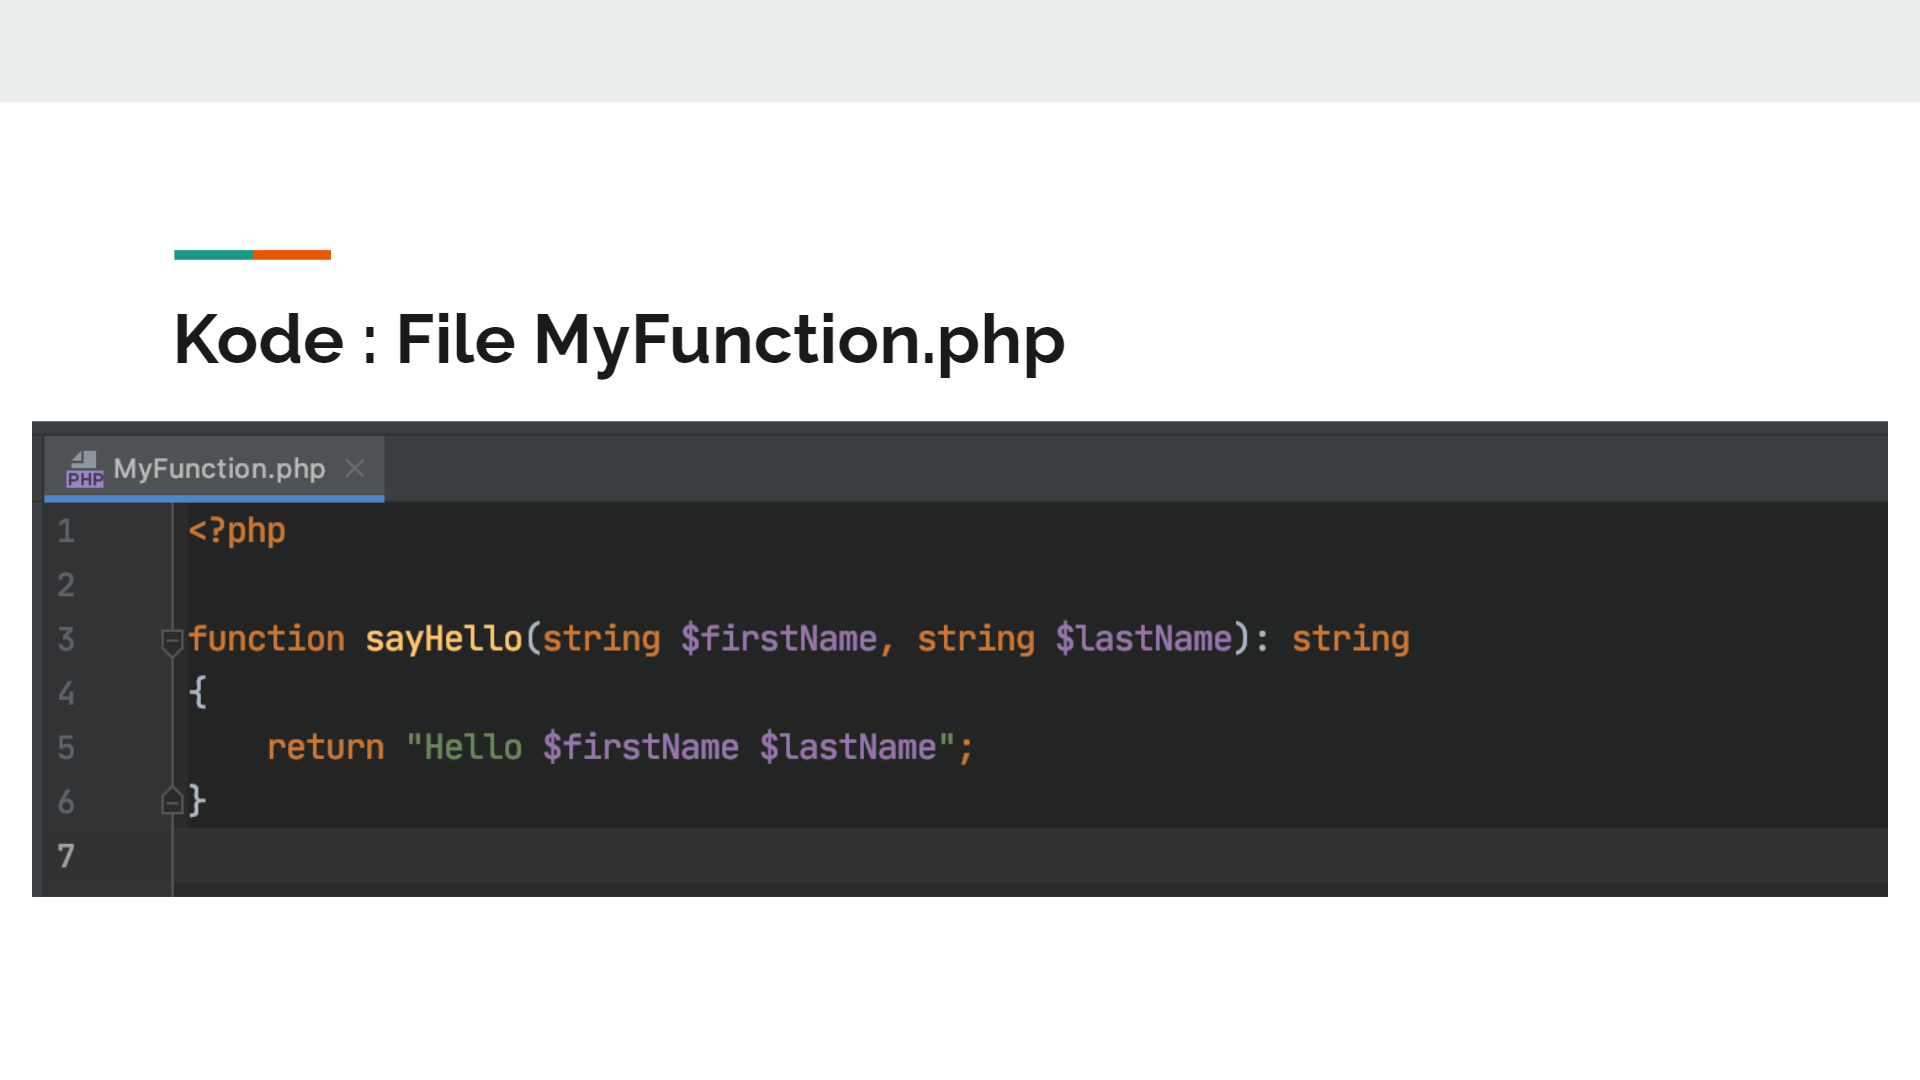 Kode : File MyFunction.php
PHP MyFunction.php
1 <?php
2
3 function sayHello(string $firstName, string $lastName): string
4 {
5     return "Hello $firstName $lastName";
6 }
7